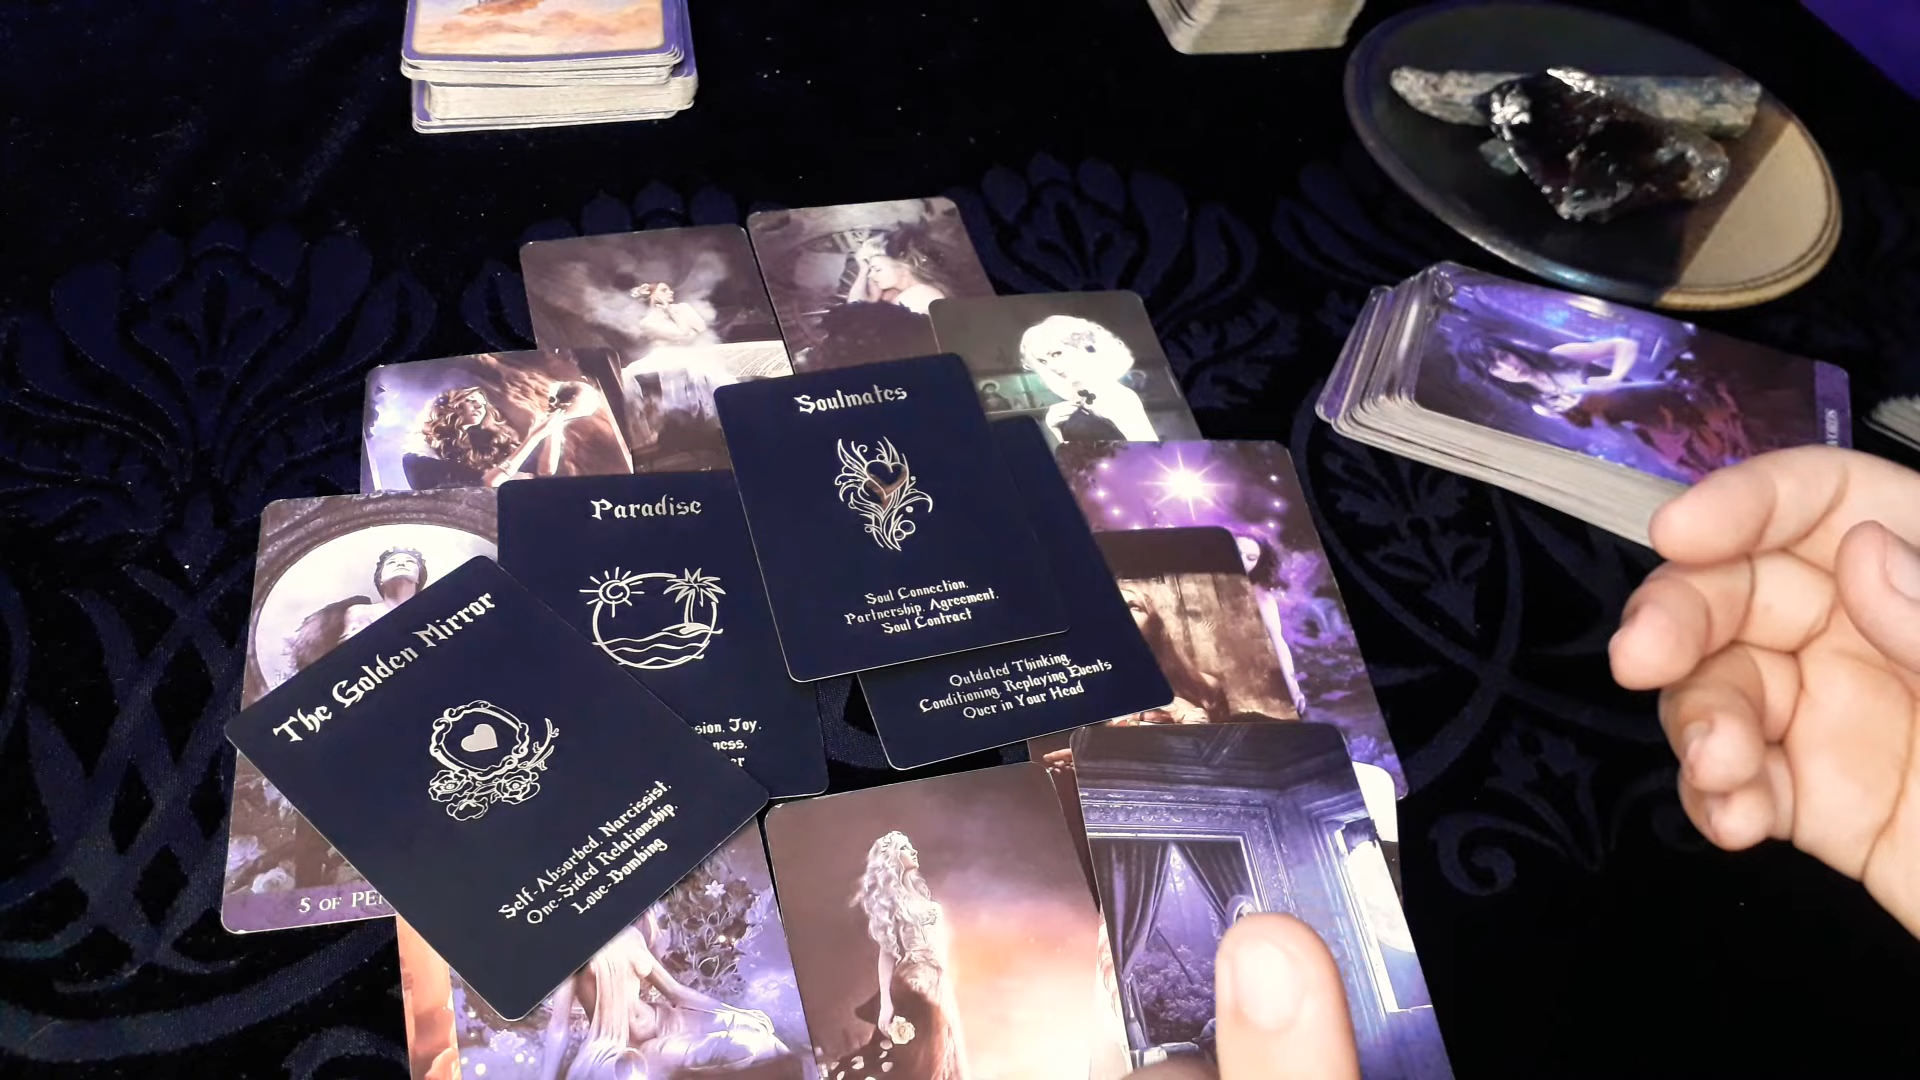 Soulmates
Soul Connection,
Partnership, Agreement,
Soul Contract
Paradise
Joy,
The Golden Mirror
Self-Absorbed, Narcissist,
One-Sided Relationship,
Love-Bombing
Outdated Thinking,
Conditioning, Replaying Events
Over in Your Head
5 OF